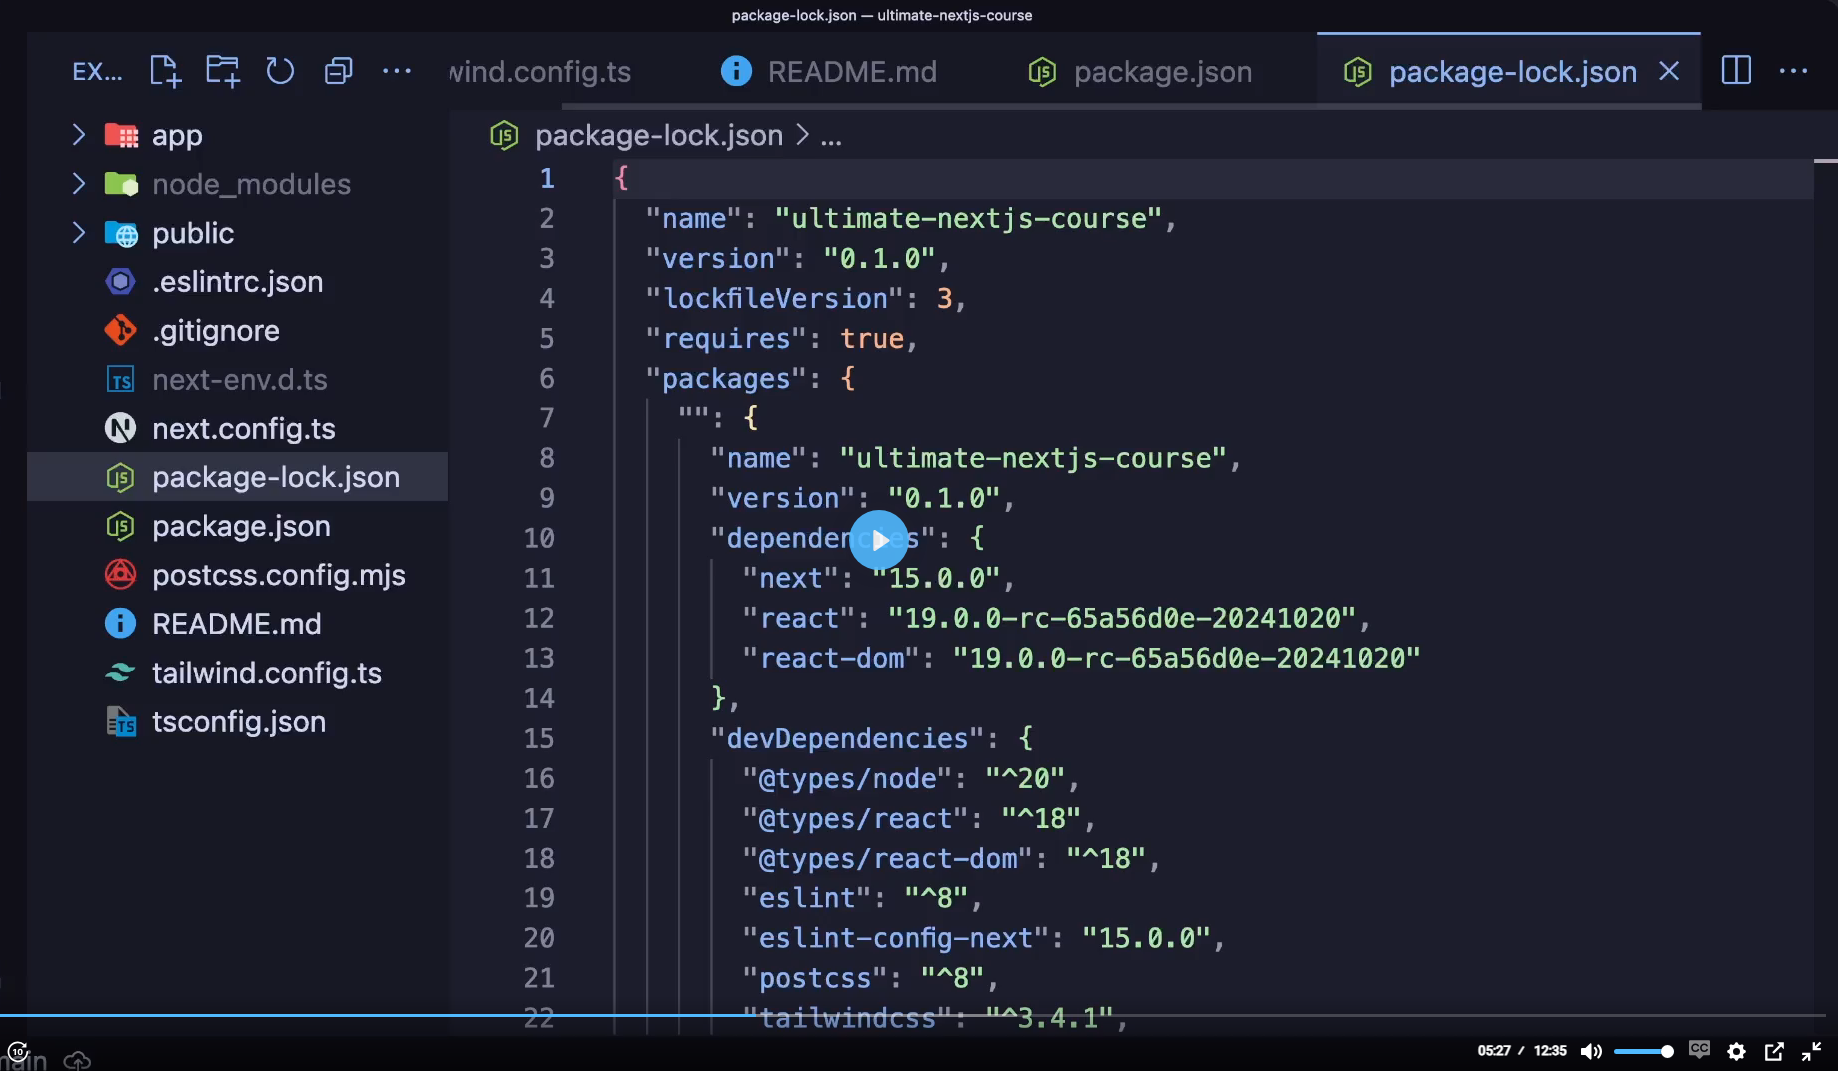 package-lock.json — ultimate-nextjs-course
EX...
wind.config.ts
README.md
package.json
package-lock.json
app
node_modules
public
.eslintrc.json
.gitignore
next-env.d.ts
next.config.ts
package-lock.json
package.json
postcss.config.mjs
README.md
tailwind.config.ts
tsconfig.json
package-lock.json > ...
1 {
2 "name": "ultimate-nextjs-course",
3 "version": "0.1.0",
4 "lockfileVersion": 3,
5 "requires": true,
6 "packages": {
7 "": {
8 "name": "ultimate-nextjs-course",
9 "version": "0.1.0",
10 "dependencies": {
11 "next": "15.0.0",
12 "react": "19.0.0-rc-65a56d0e-20241020",
13 "react-dom": "19.0.0-rc-65a56d0e-20241020"
14 },
15 "devDependencies": {
16 "@types/node": "^20",
17 "@types/react": "^18",
18 "@types/react-dom": "^18",
19 "eslint": "^8",
20 "eslint-config-next": "15.0.0",
21 "postcss": "^8",
22 "tailwindcss": "^3.4.1",
10
main
05:27 / 12:35
CC